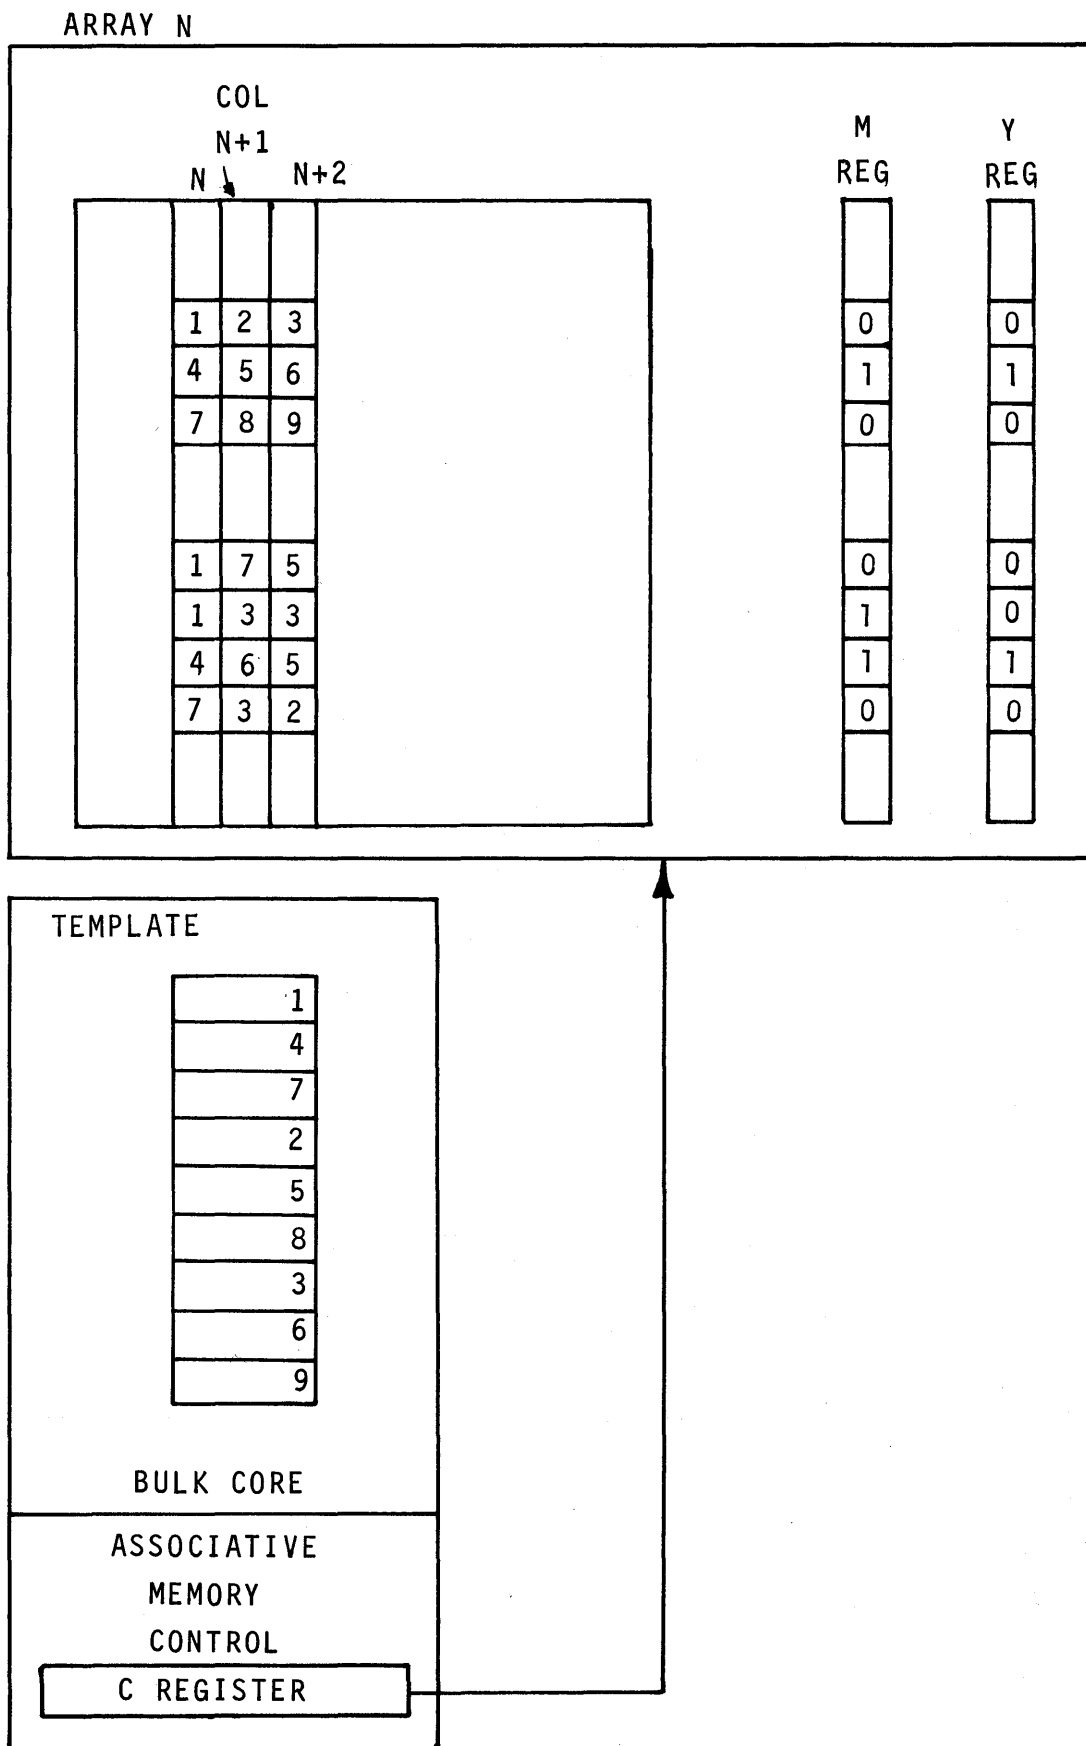 ARRAY N
COL
N+1
N N+2
M
REG
Y
REG
1 2 3 0 0
4 5 6 1 1
7 8 9 0 0
1 7 5 0 0
1 3 3 1 0
4 6 5 1 1
7 3 2 0 0
TEMPLATE
1
4
7
2
5
8
3
6
9
BULK CORE
ASSOCIATIVE
MEMORY
CONTROL
C REGISTER